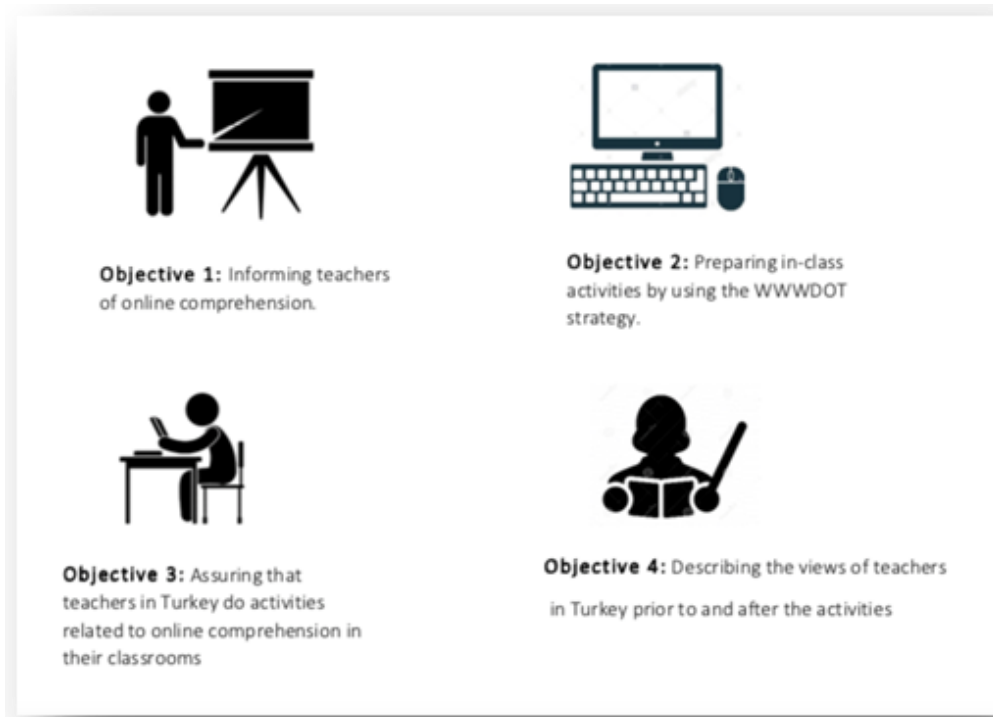 Objective 1: Informing teachers
of online comprehension.
Objective 2: Preparing in-class
activities by using the WWWDOT
strategy.
Objective 3: Assuring that
teachers in Turkey do activities
related to online comprehension in
their classrooms
Objective 4: Describing the views of teachers
in Turkey prior to and after the activities